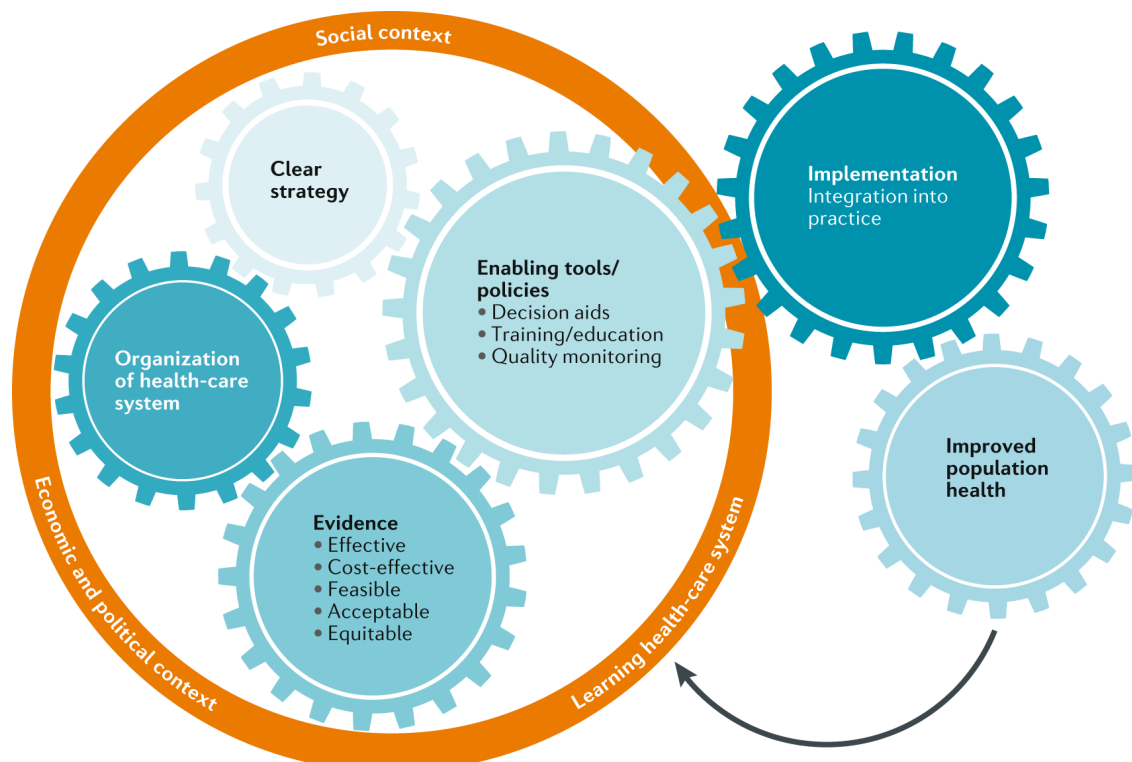 Social context
Clear
strategy
Implementation
Integration into
practice
Enabling tools/
policies
• Decision aids
• Training/education
• Quality monitoring
Organization
of health-care
system
Improved
population
health
Evidence
• Effective
• Cost-effective
• Feasible
• Acceptable
• Equitable
Economic and political context
Learning health-care system